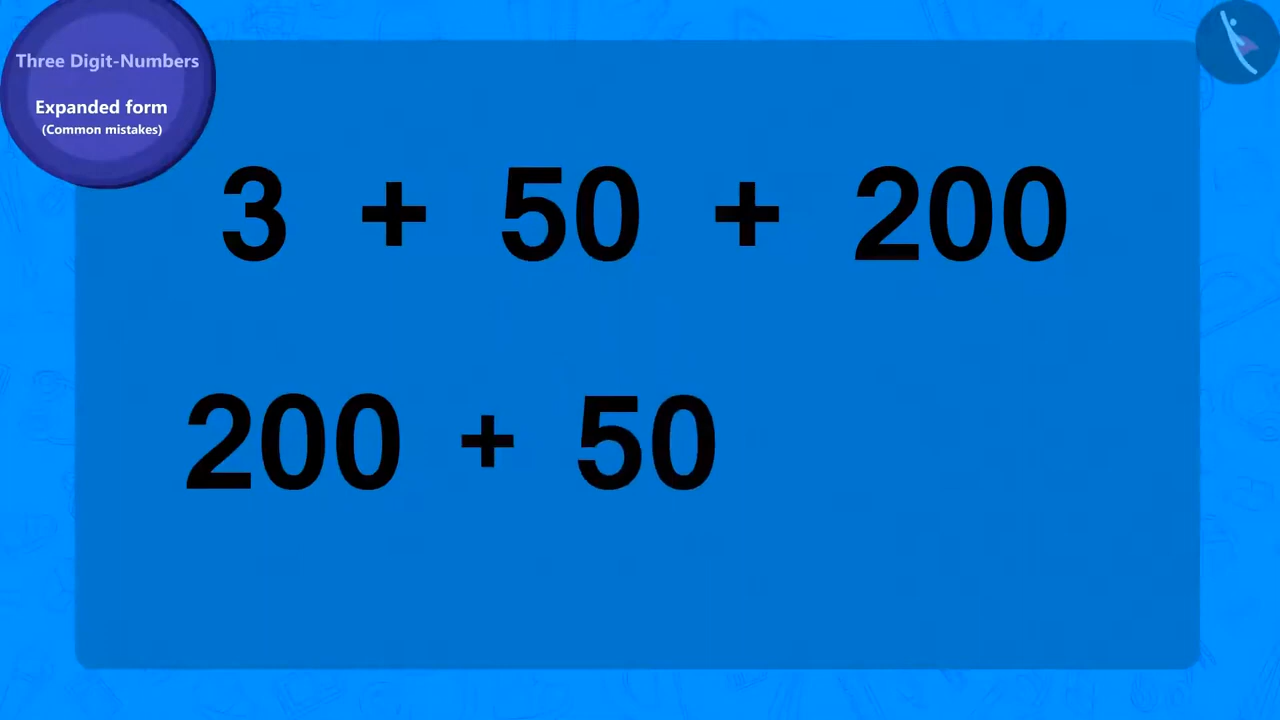 Three Digit-Numbers
Expanded form
(Common mistakes)
3 + 50 + 200
200 + 50